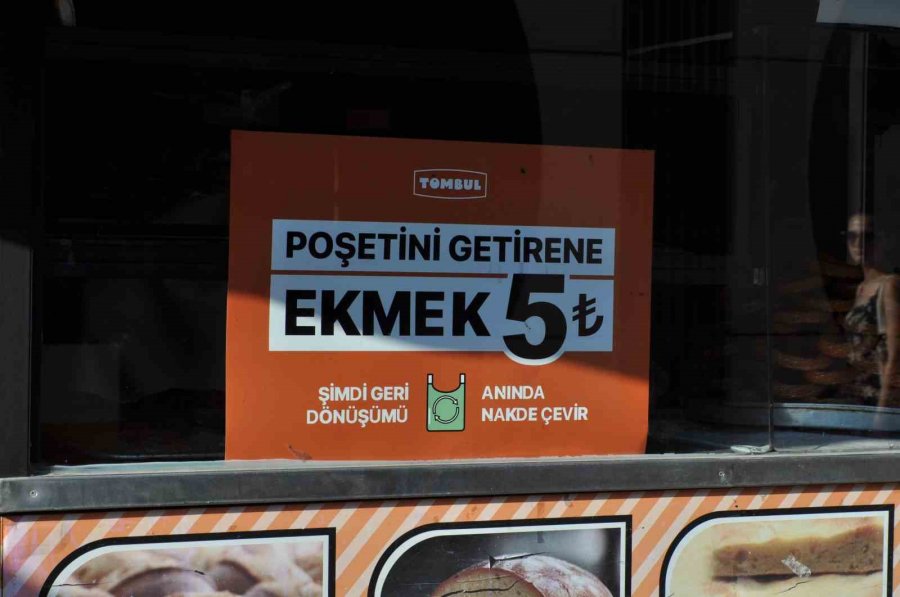 TOMBUL
POŞETİNİ GETİRENE
EKMEK 5₺
ŞİMDİ GERİ
DÖNÜŞÜMÜ
ANINDA
NAKDE ÇEVİR